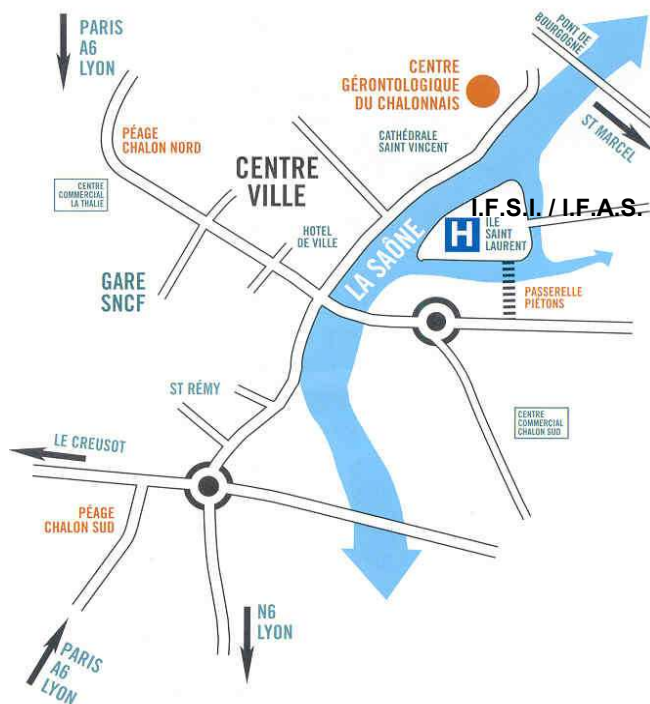 PARIS
A6
LYON
PONT DE
BOURGOGNE
CENTRE
GÉRONTOLOGIQUE
DU CHALONNAIS
ST MARCEL
PÉAGE
CHALON NORD
CATHÉDRALE
SAINT VINCENT
CENTRE
VILLE
CENTRE
COMMERCIAL
LA THALIE
I.F.S.I. / I.F.A.S.
H
ILE
SAINT
LAURENT
HOTEL
DE VILLE
LA SAÔNE
GARE
SNCF
PASSERELLE
PIÉTONS
ST RÉMY
CENTRE
COMMERCIAL
CHALON SUD
LE CREUSOT
PÉAGE
CHALON SUD
N6
LYON
PARIS
A6
LYON